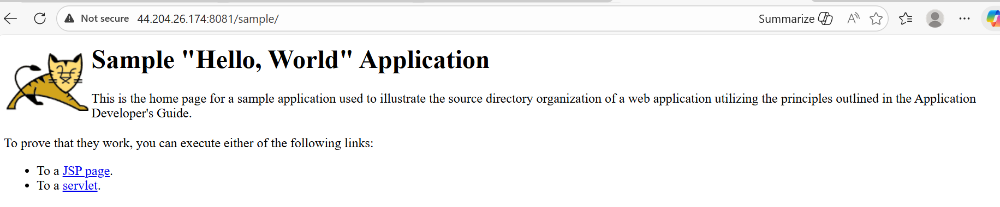 Not secure 44.204.26.174:8081/sample/ Summarize
Sample "Hello, World" Application
This is the home page for a sample application used to illustrate the source directory organization of a web application utilizing the principles outlined in the Application
Developer's Guide.
To prove that they work, you can execute either of the following links:
• To a JSP page.
• To a servlet.